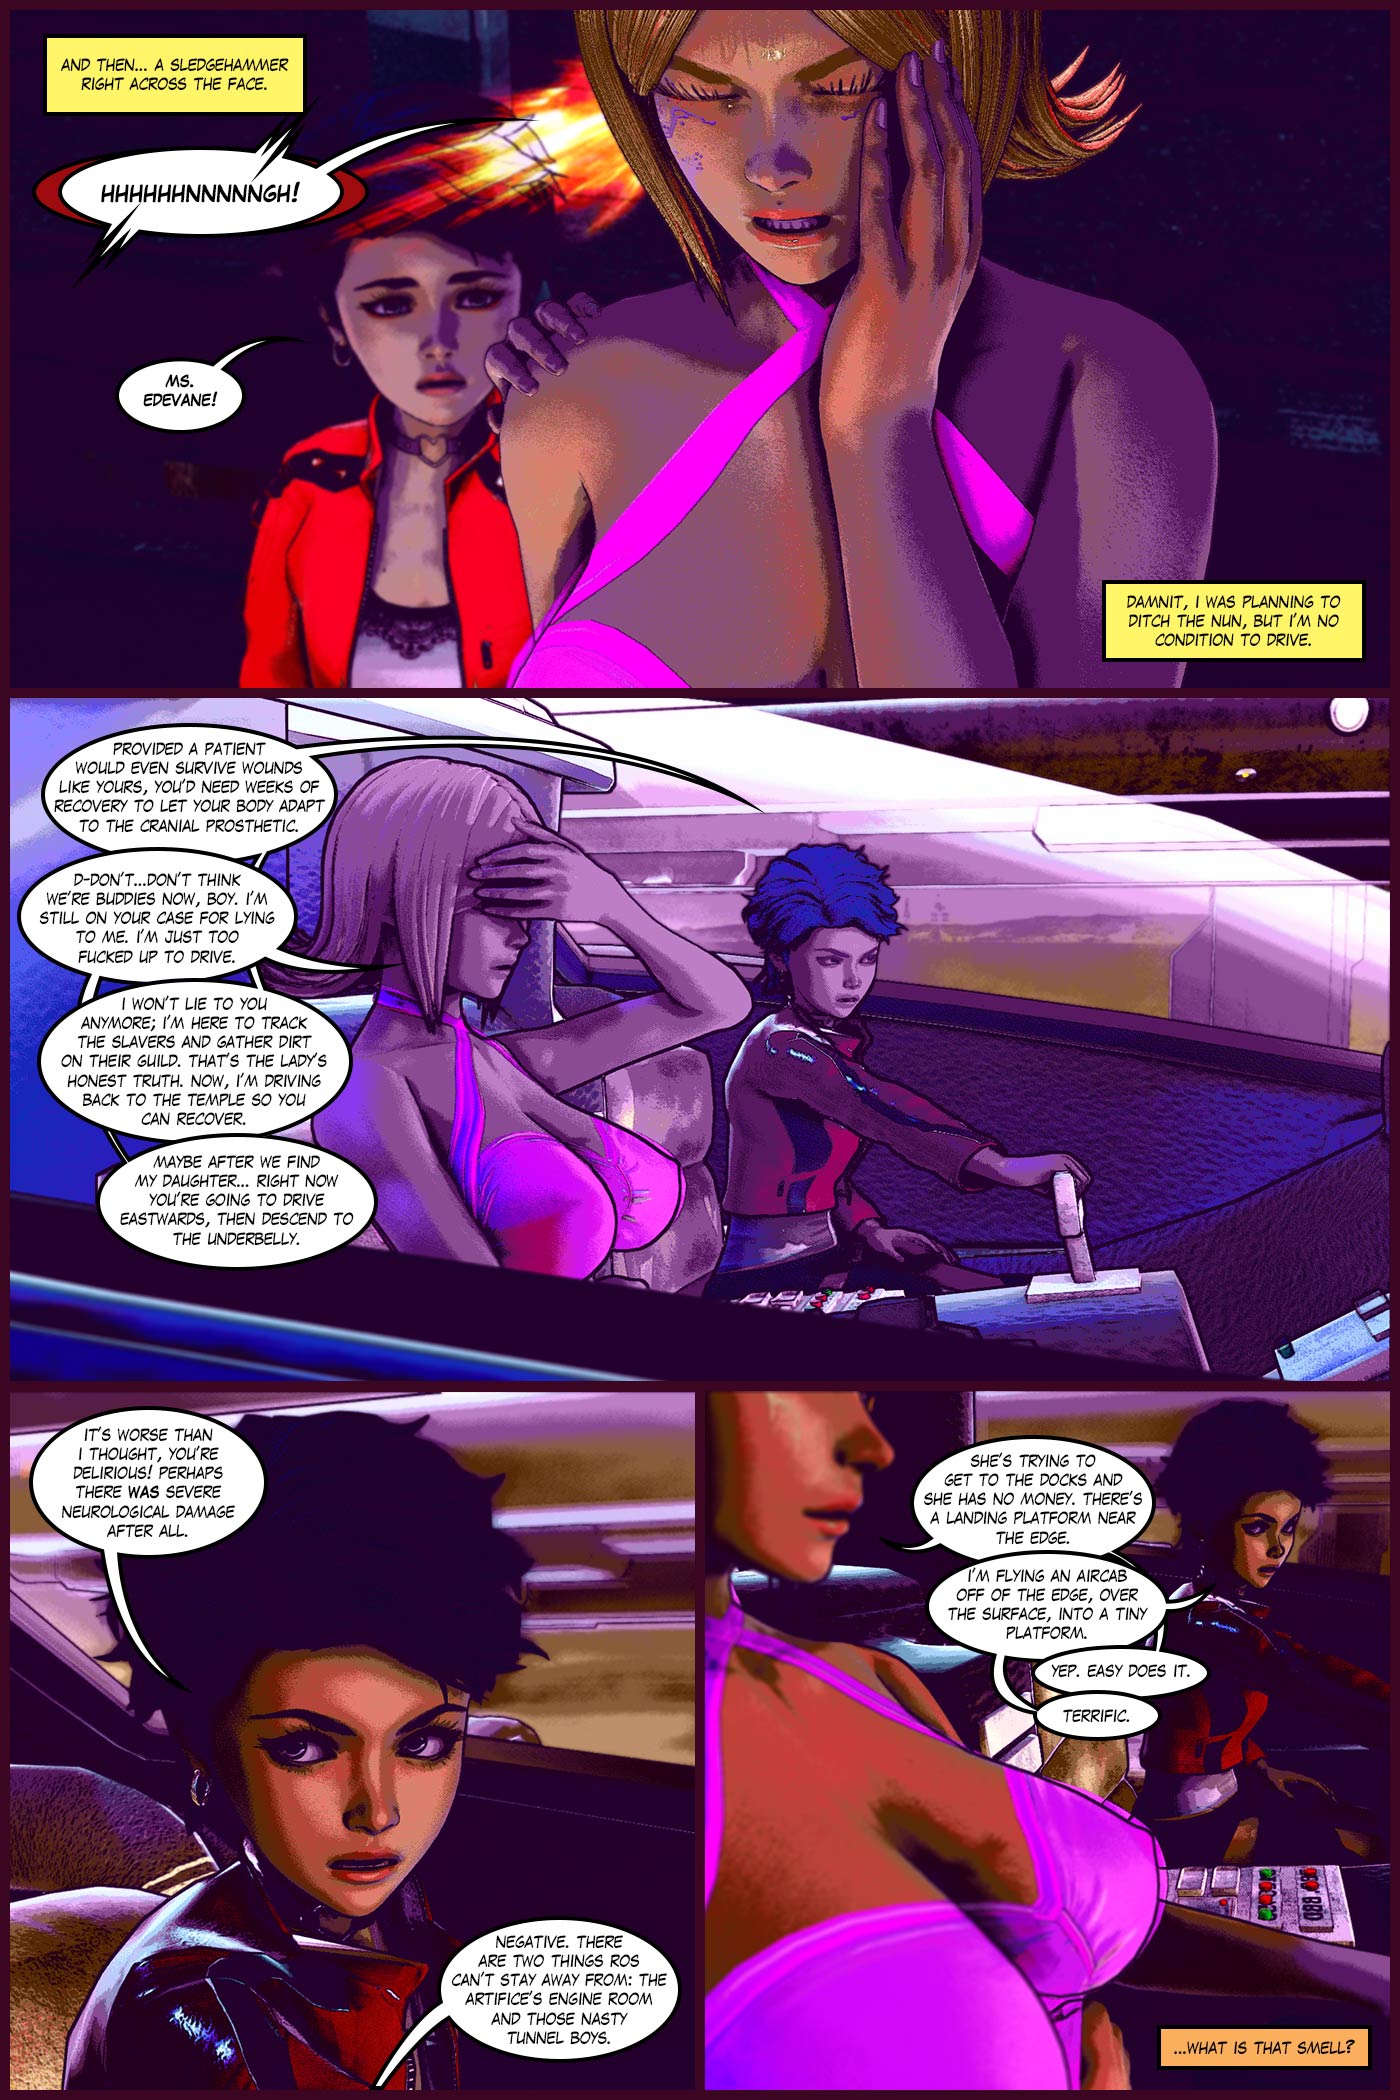 AND THEN... A SLEDGEHAMMER
RIGHT ACROSS THE FACE.
HHHHHHNNNNNGH!
MS.
EDEVANE!
DAMNIT, I WAS PLANNING TO
DITCH THE NUN, BUT I'M NO
CONDITION TO DRIVE.
PROVIDED A PATIENT
WOULD EVEN SURVIVE WOUNDS
LIKE YOURS, YOU'D NEED WEEKS OF
RECOVERY TO LET YOUR BODY ADAPT
TO THE CRANIAL PROSTHETIC.
D-DON'T...DON'T THINK
WE'RE BUDDIES NOW, BOY. I'M
STILL ON YOUR CASE FOR LYING
TO ME. I'M JUST TOO
FUCKED UP TO DRIVE.
I WON'T LIE TO YOU
ANYMORE; I'M HERE TO TRACK
THE SLAVERS AND GATHER DIRT
ON THEIR GUILD. THAT'S THE LADY'S
HONEST TRUTH. NOW, I'M DRIVING
BACK TO THE TEMPLE SO YOU
CAN RECOVER.
MAYBE AFTER WE FIND
MY DAUGHTER... RIGHT NOW
YOU'RE GOING TO DRIVE
EASTWARDS, THEN DESCEND TO
THE UNDERBELLY.
IT'S WORSE THAN
I THOUGHT, YOU'RE
DELIRIOUS! PERHAPS
THERE WAS SEVERE
NEUROLOGICAL DAMAGE
AFTER ALL.
NEGATIVE. THERE
ARE TWO THINGS ROS
CAN'T STAY AWAY FROM: THE
ARTIFICE'S ENGINE ROOM
AND THOSE NASTY
TUNNEL BOYS.
SHE'S TRYING TO
GET TO THE DOCKS AND
SHE HAS NO MONEY. THERE'S
A LANDING PLATFORM NEAR
THE EDGE.
I'M FLYING AN AIRCAB
OFF OF THE EDGE, OVER
THE SURFACE, INTO A TINY
PLATFORM.
YEP. EASY DOES IT.
TERRIFIC.
...WHAT IS THAT SMELL?